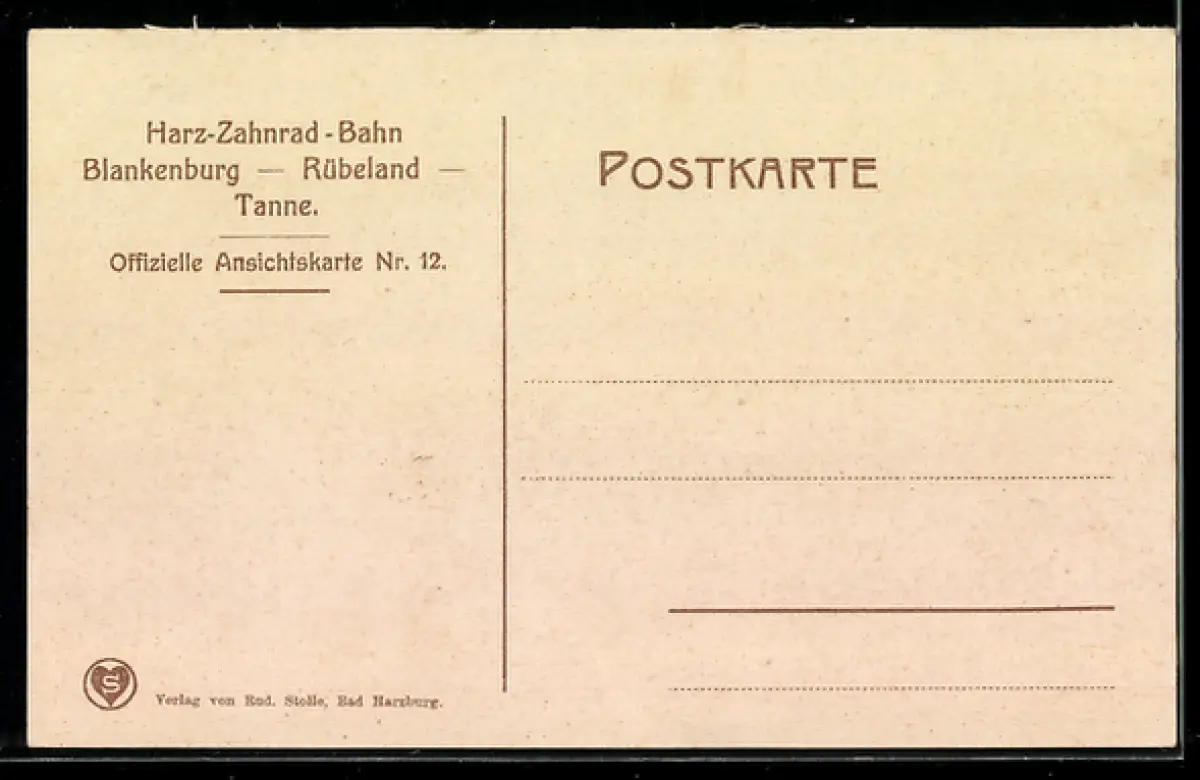 Harz-Zahnrad-Bahn
Blankenburg — Rübeland —
Tanne.
Offizielle Ansichtskarte Nr. 12.
POSTKARTE
S
Verlag von Rud. Stolle, Bad Harzburg.